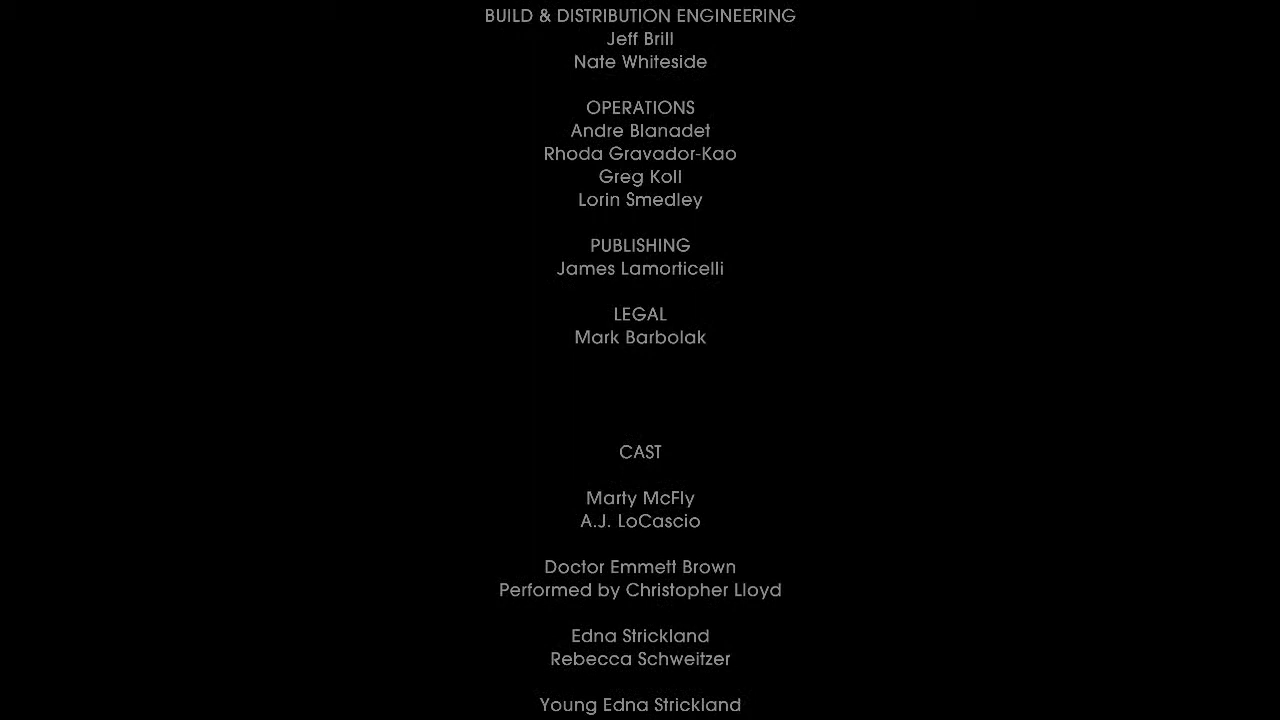 BUILD & DISTRIBUTION ENGINEERING
Jeff Brill
Nate Whiteside
OPERATIONS
Andre Blanadet
Rhoda Gravador-Kao
Greg Koll
Lorin Smedley
PUBLISHING
James Lamorticelli
LEGAL
Mark Barbolak
CAST
Marty McFly
A.J. LoCascio
Doctor Emmett Brown
Performed by Christopher Lloyd
Edna Strickland
Rebecca Schweitzer
Young Edna Strickland